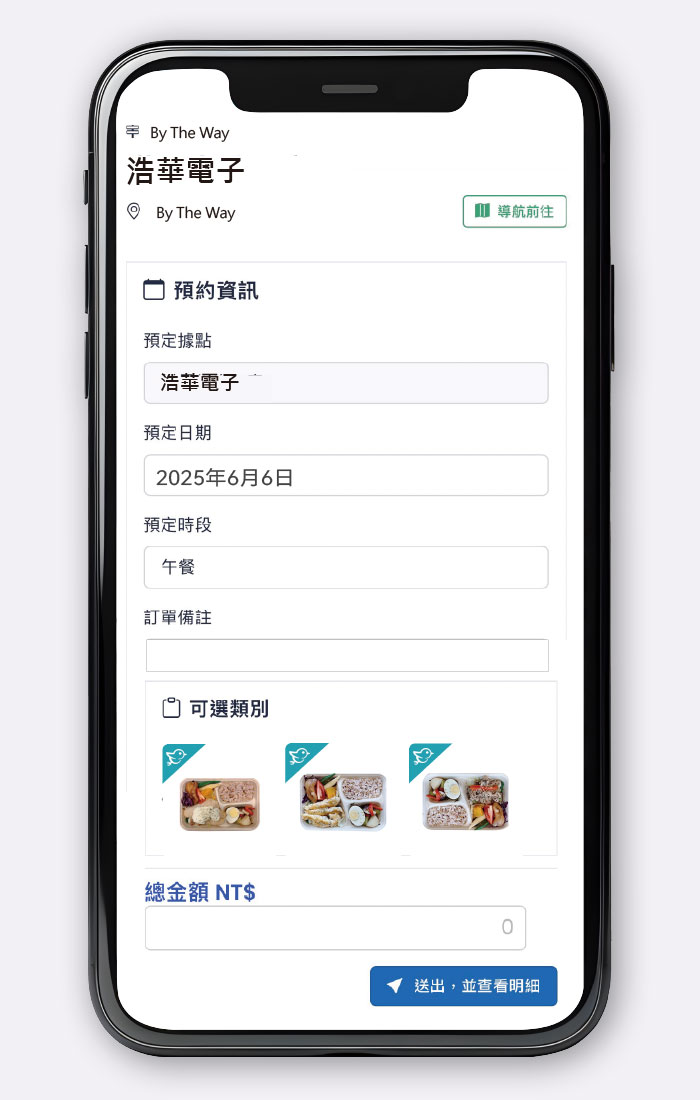 By The Way
浩華電子
By The Way
導航前往
預約資訊
預定據點
浩華電子
預定日期
2025年6月6日
預定時段
午餐
訂單備註
可選類別
總金額 NT$
0
送出，並查看明細